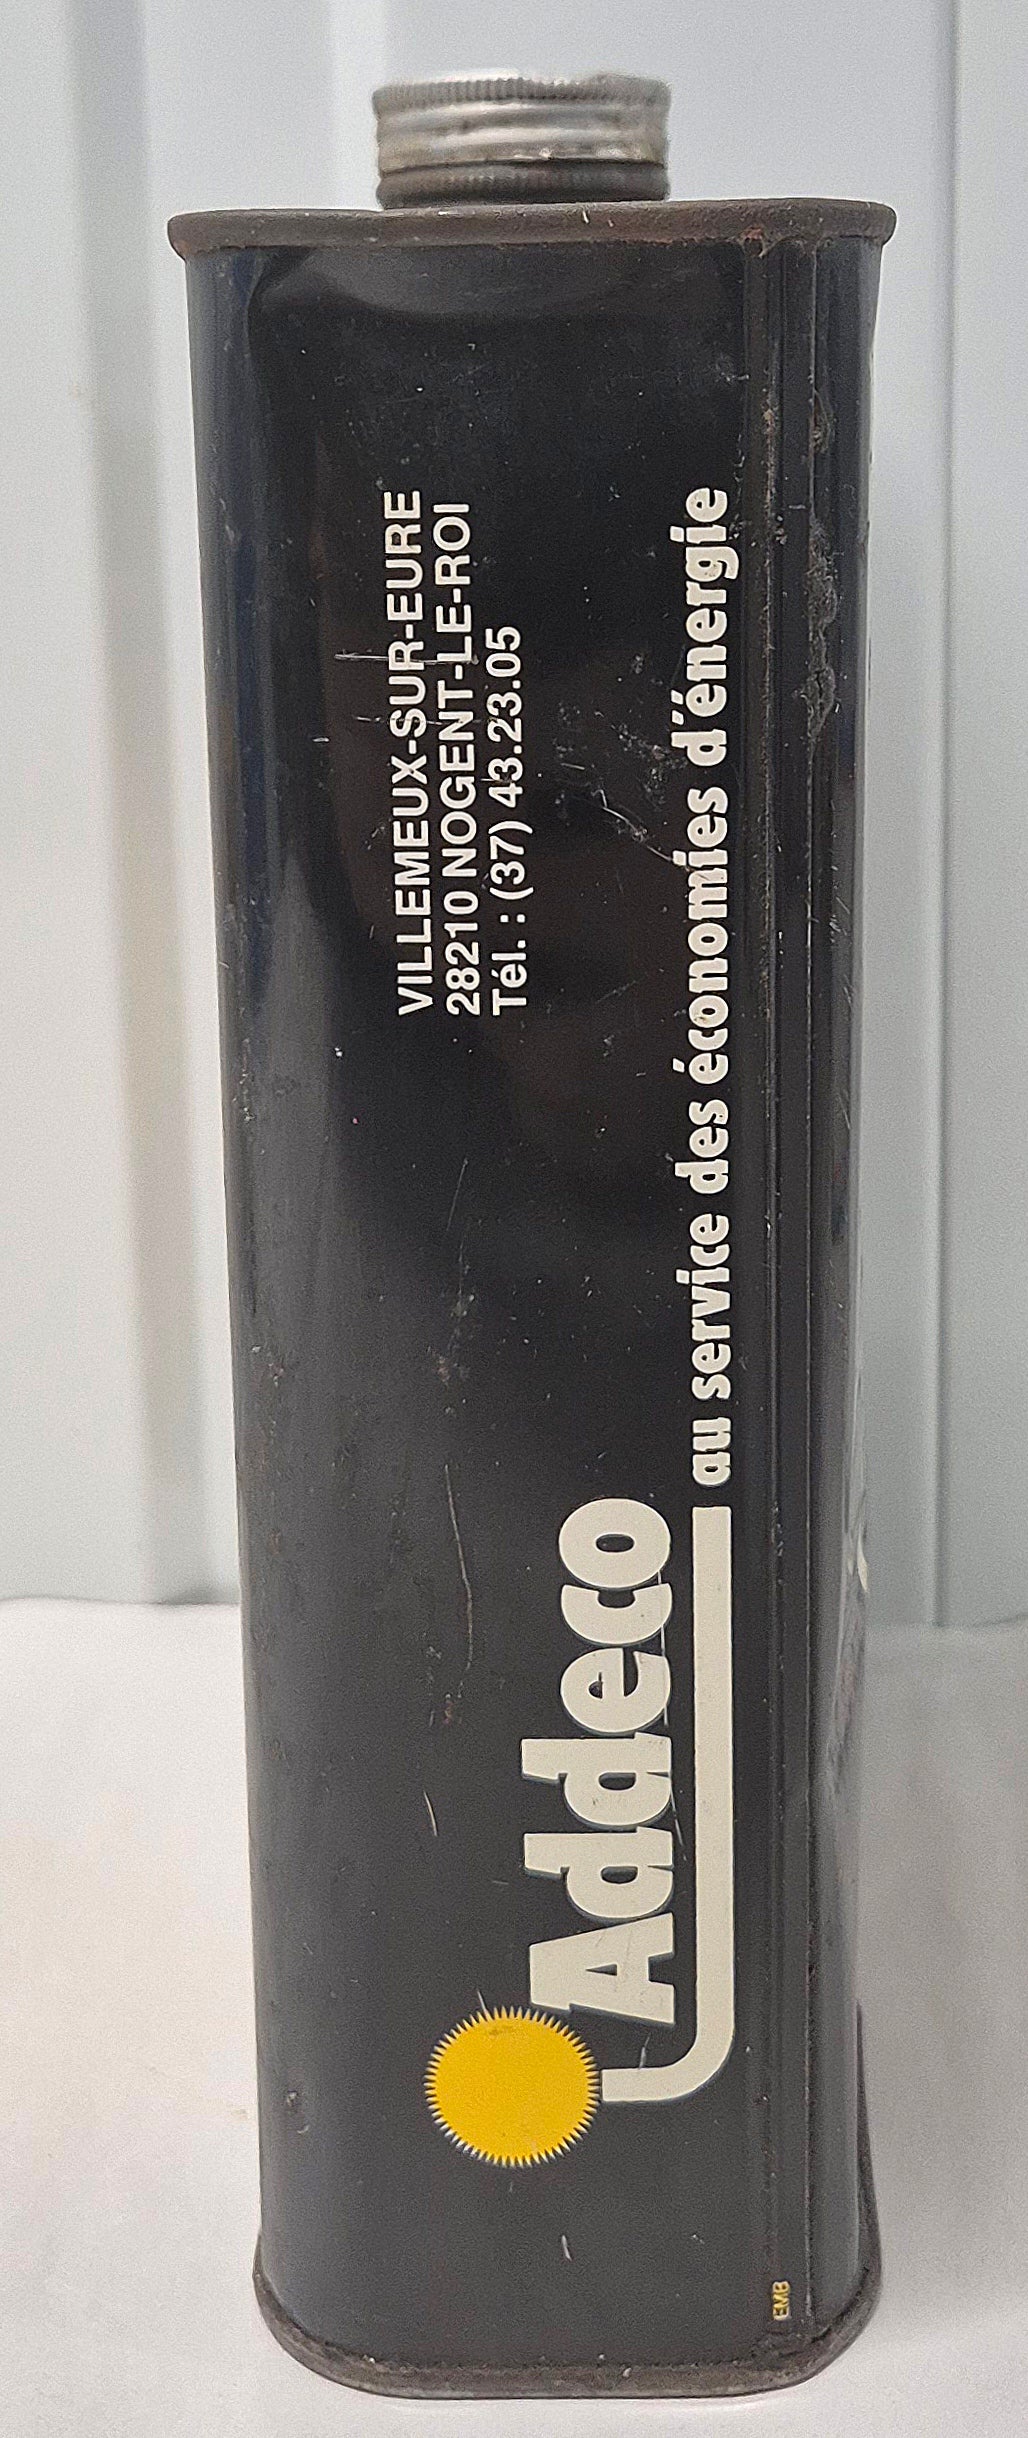 VILLEMEUX-SUR-EURE
28210 NOGENT-LE-ROI
Tél. : (37) 43.23.05
Addeco
au service des économies d'énergie
EMB